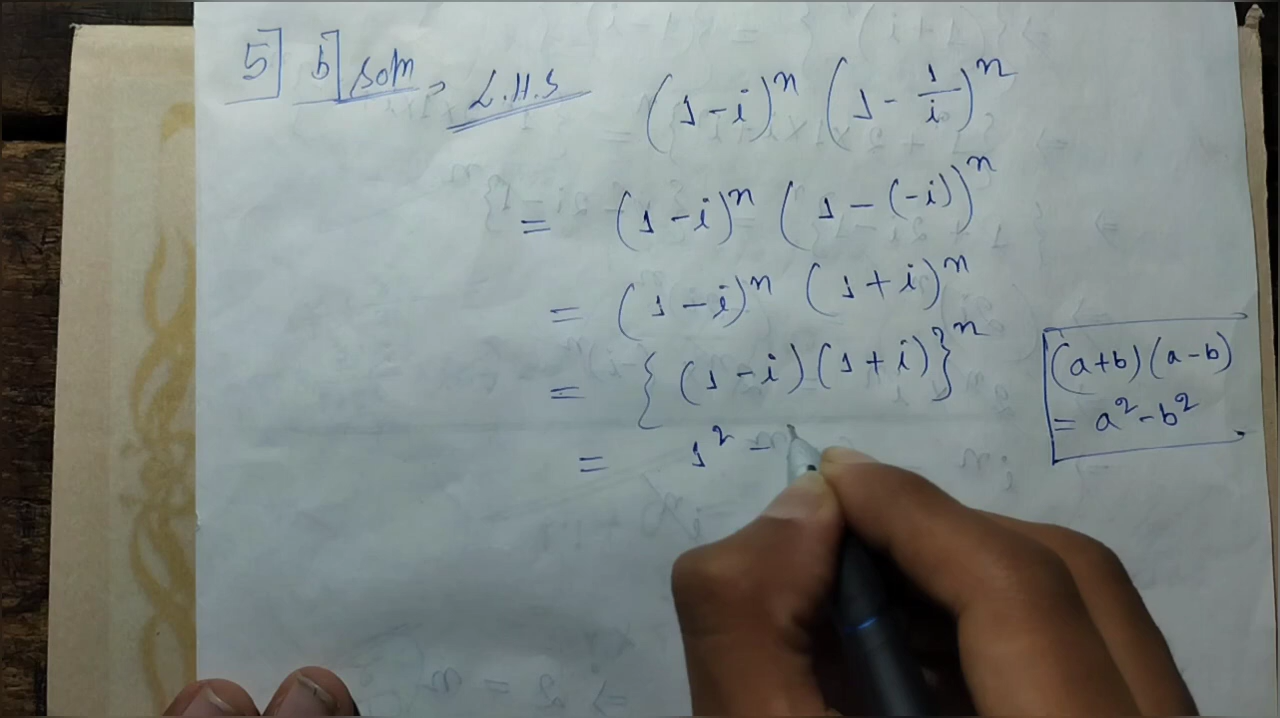 5] b] Soln, L.H.S (1-i)^n (1 - 1/i)^n
= (1-i)^n (1-(-i))^n
= (1-i)^n (1+i)^n
= {(1-i)(1+i)}^n
= 1^2 -
(a+b)(a-b)
= a^2-b^2